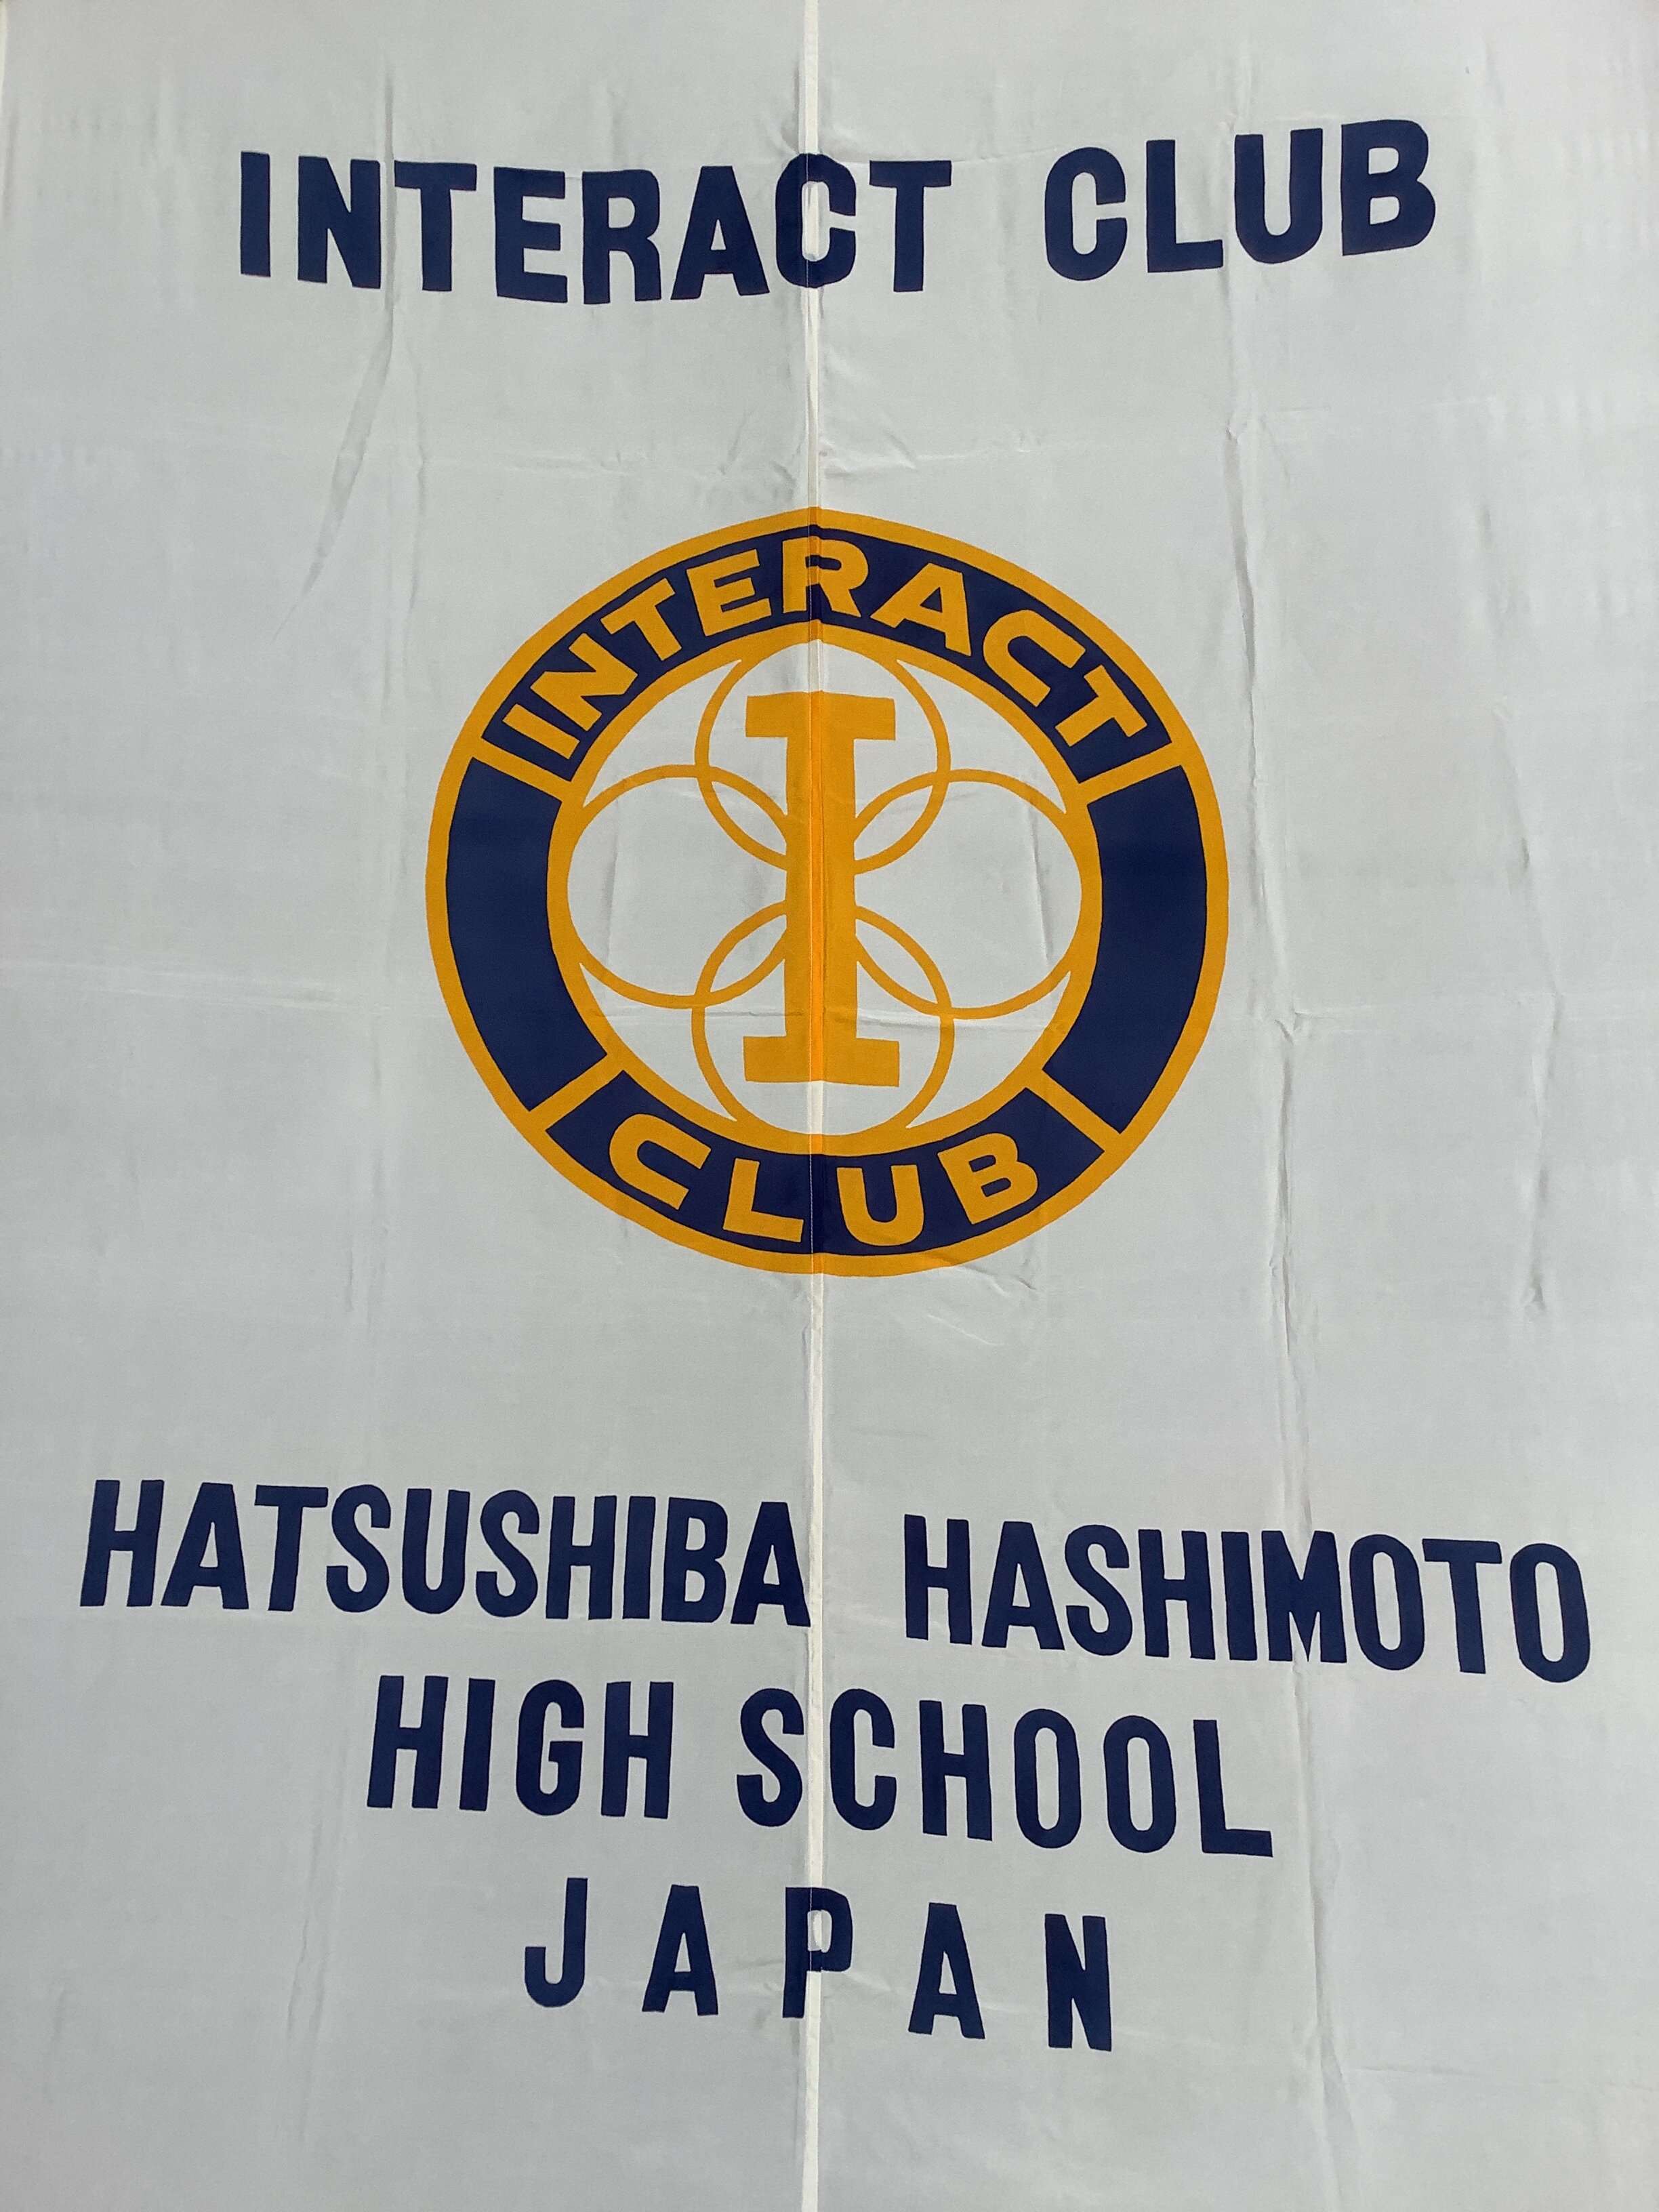 INTERACT CLUB
INTERACT
I
CLUB
HATSUSHIBA HASHIMOTO
HIGH SCHOOL
JAPAN